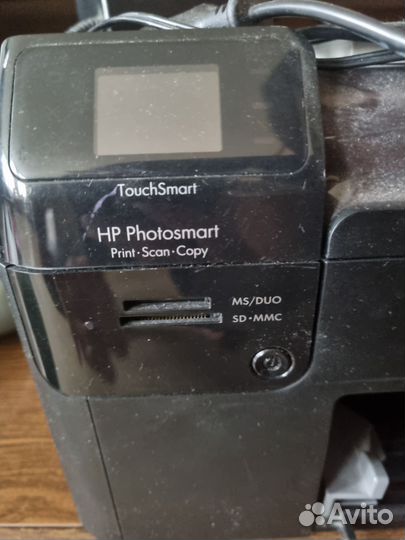 TouchSmart
HP Photosmart
Print·Scan·Copy
MS/DUO
SD·MMC
Avito